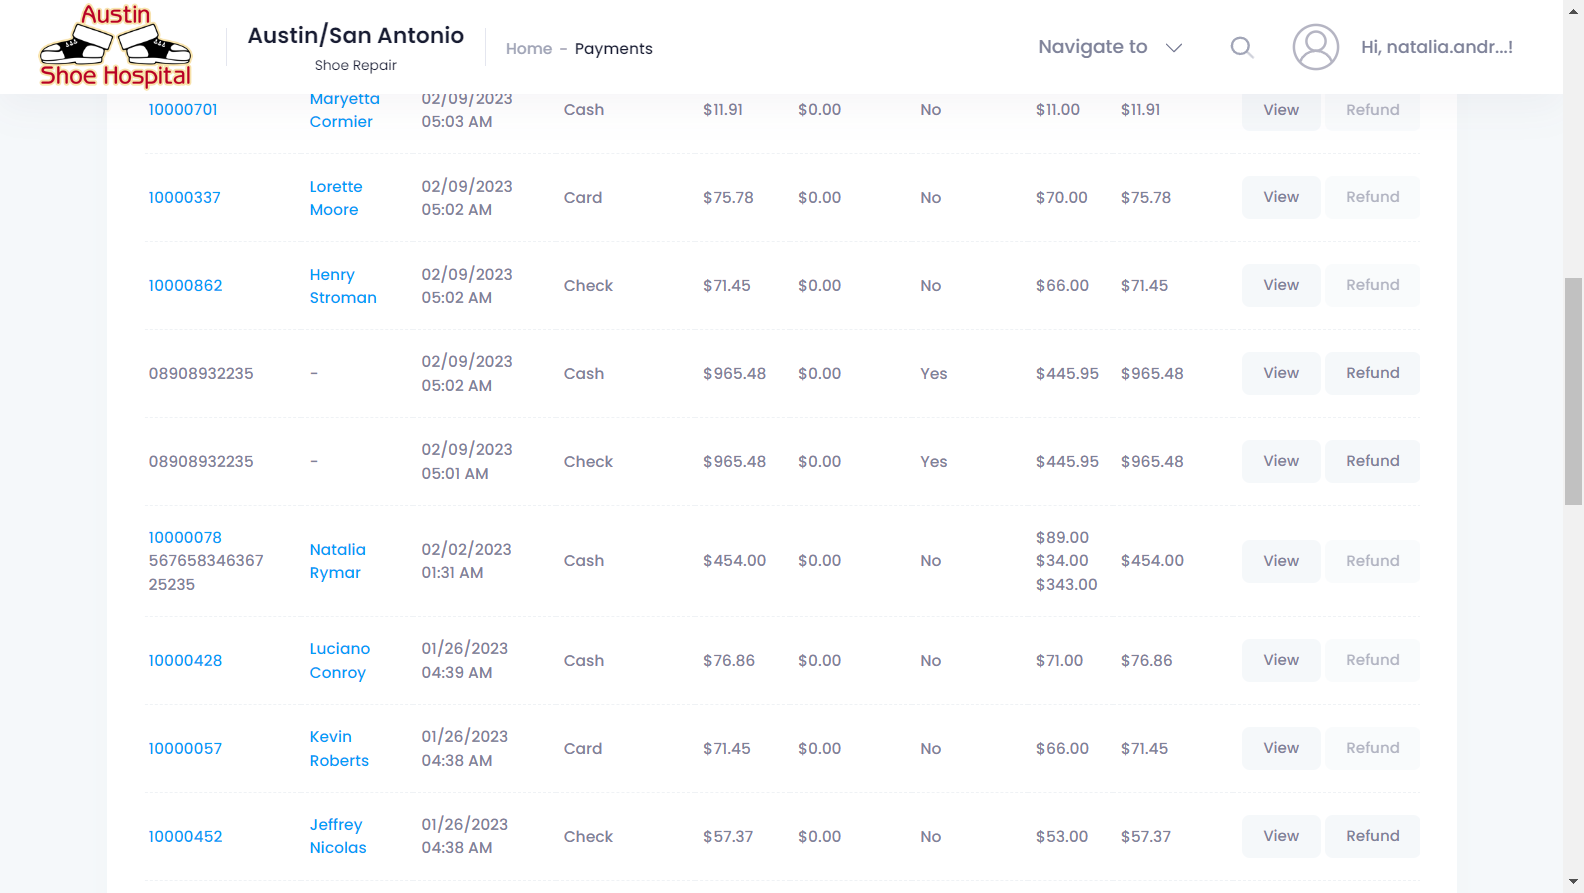 Austin
Shoe Hospital
Austin/San Antonio
Shoe Repair
Home - Payments
Navigate to
Hi, natalia.andr...!
10000701 Maryetta Cormier 02/09/2023 05:03 AM Cash $11.91 $0.00 No $11.00 $11.91 View Refund
10000337 Lorette Moore 02/09/2023 05:02 AM Card $75.78 $0.00 No $70.00 $75.78 View Refund
10000862 Henry Stroman 02/09/2023 05:02 AM Check $71.45 $0.00 No $66.00 $71.45 View Refund
08908932235 - 02/09/2023 05:02 AM Cash $965.48 $0.00 Yes $445.95 $965.48 View Refund
08908932235 - 02/09/2023 05:01 AM Check $965.48 $0.00 Yes $445.95 $965.48 View Refund
10000078 567658346367 25235 Natalia Rymar 02/02/2023 01:31 AM Cash $454.00 $0.00 No $89.00 $34.00 $343.00 $454.00 View Refund
10000428 Luciano Conroy 01/26/2023 04:39 AM Cash $76.86 $0.00 No $71.00 $76.86 View Refund
10000057 Kevin Roberts 01/26/2023 04:38 AM Card $71.45 $0.00 No $66.00 $71.45 View Refund
10000452 Jeffrey Nicolas 01/26/2023 04:38 AM Check $57.37 $0.00 No $53.00 $57.37 View Refund